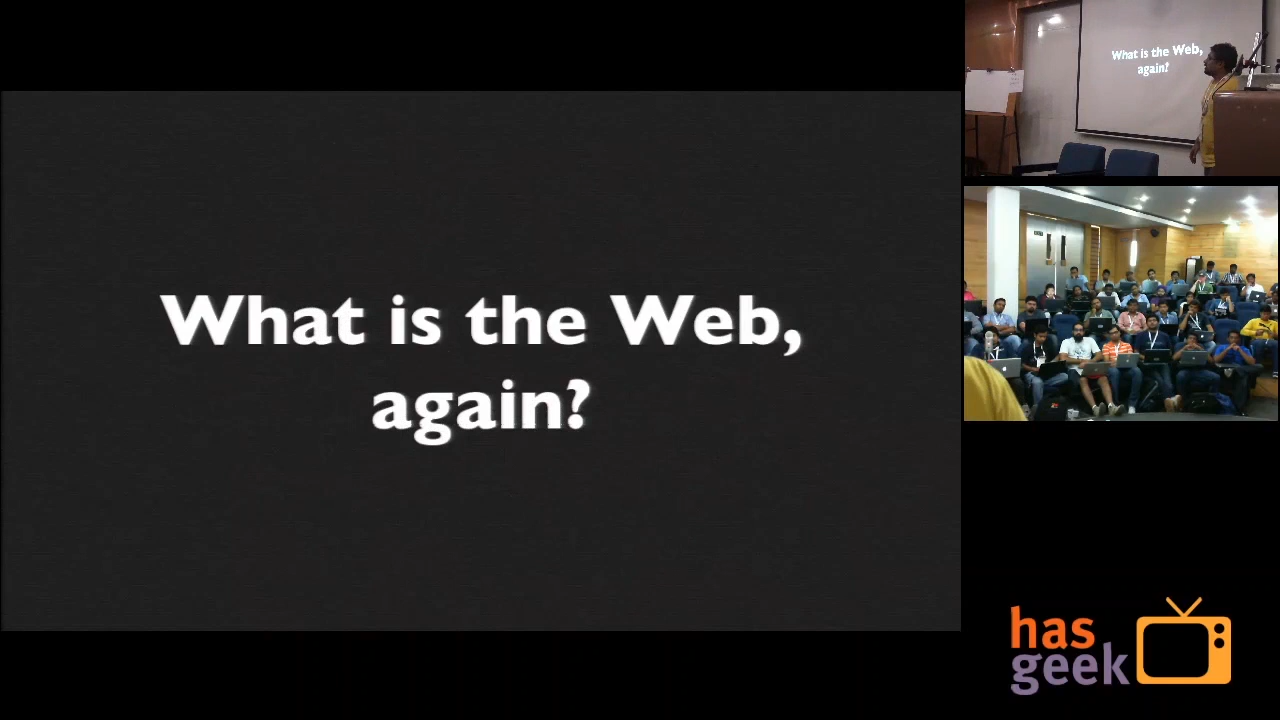 What is the Web,
again?
What is the Web,
again?
has
geek